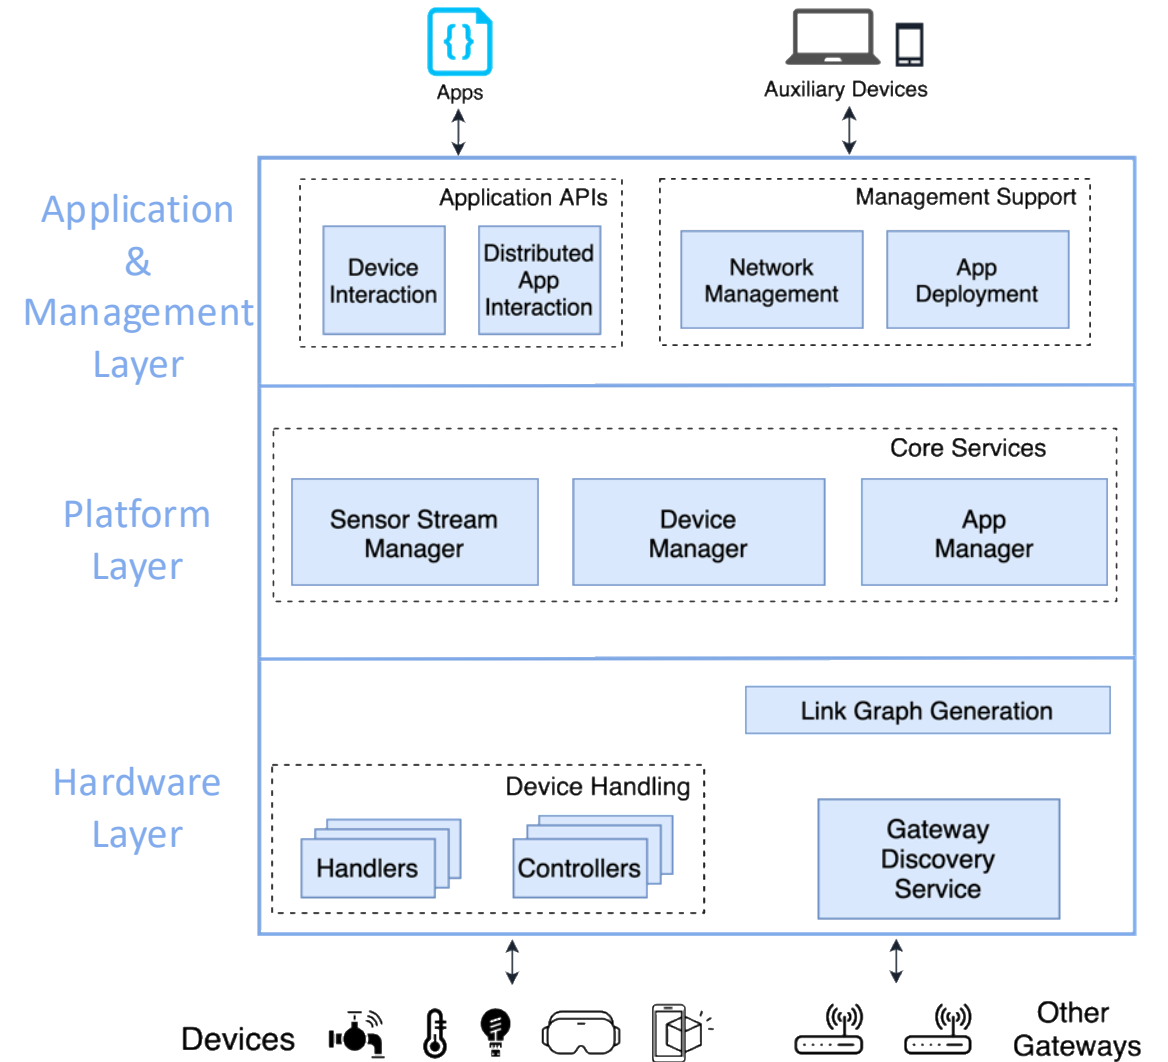 {}
Apps
Auxiliary Devices
Application
&
Management
Layer
Application APIs
Device
Interaction
Distributed
App
Interaction
Management Support
Network
Management
App
Deployment
Platform
Layer
Core Services
Sensor Stream
Manager
Device
Manager
App
Manager
Hardware
Layer
Link Graph Generation
Device Handling
Handlers
Controllers
Gateway
Discovery
Service
Devices
Other
Gateways